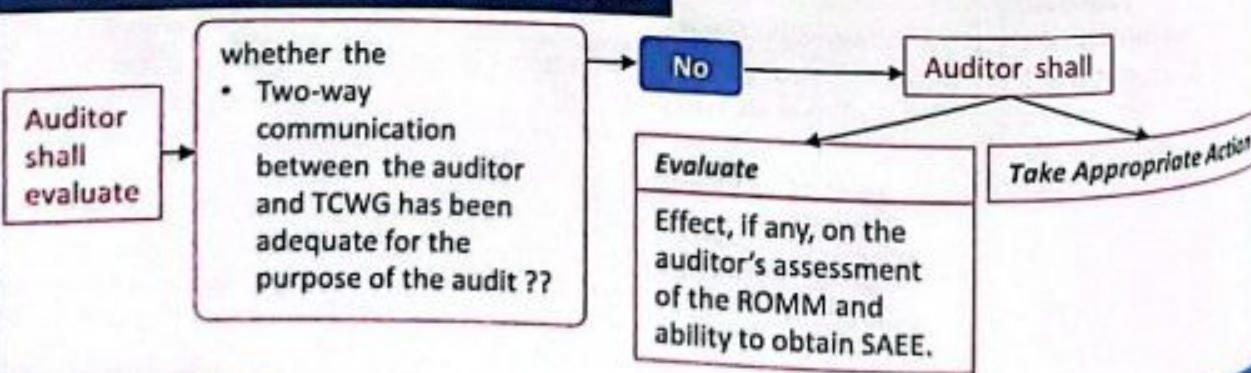 Auditor
shall
evaluate
whether the
• Two-way
communication
between the auditor
and TCWG has been
adequate for the
purpose of the audit ??
No
Auditor shall
Evaluate
Effect, if any, on the
auditor's assessment
of the ROMM and
ability to obtain SAEE.
Take Appropriate Action